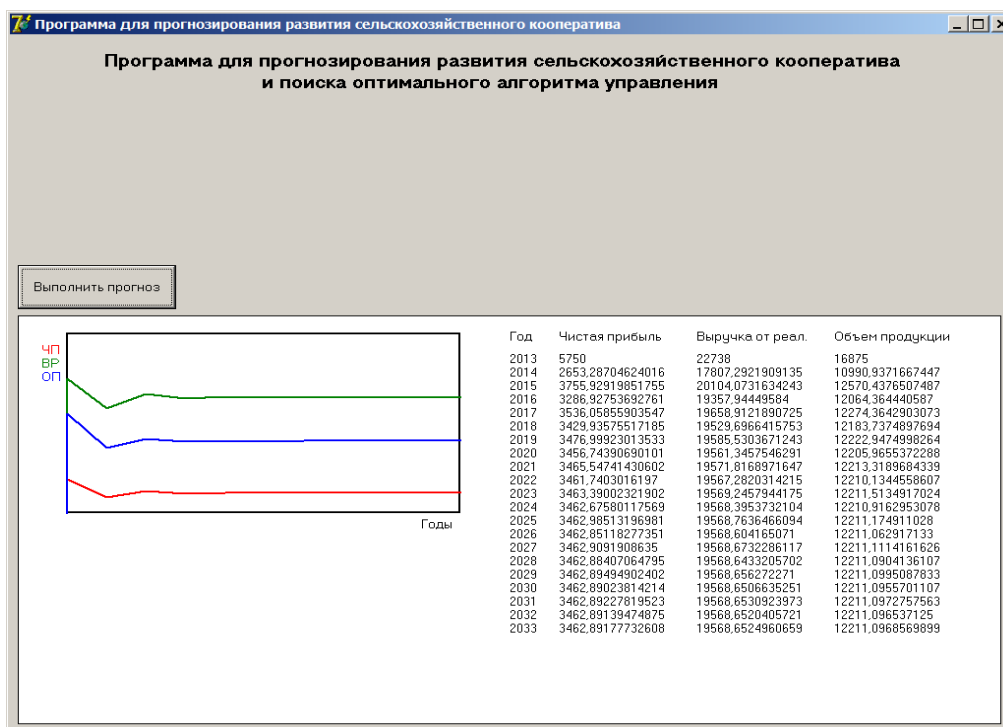 Программа для прогнозирования развития сельскохозяйственного кооператива
Программа для прогнозирования развития сельскохозяйственного кооператива
и поиска оптимального алгоритма управления
Выполнить прогноз
ЧП
ВР
ОП
Годы
Год Чистая прибыль Выручка от реал. Объем продукции
2013 5750 22738 16875
2014 2653,28704624016 17807,2921909135 10990,9371667447
2015 3755,92919851755 20104,0731634243 12570,4376507487
2016 3286,92753692761 19357,94449584 12064,364440587
2017 3536,05855903547 19658,9121890725 12274,3642903073
2018 3429,93575517185 19529,6966415753 12183,7374897694
2019 3476,99923013533 19585,5303671243 12222,9474998264
2020 3456,74390690101 19561,3457546291 12205,9655372288
2021 3465,54741430602 19571,8168971647 12213,3189684339
2022 3461,7403016197 19567,2820314215 12210,1344558607
2023 3463,39002321902 19569,2457944175 12211,5134917024
2024 3462,67580117569 19568,3953732104 12210,9162953078
2025 3462,98513196981 19568,7636466094 12211,174911028
2026 3462,85118277351 19568,604165071 12211,062917133
2027 3462,9091908635 19568,6732286117 12211,1114161626
2028 3462,88407064795 19568,6433205702 12211,0904136107
2029 3462,89494902402 19568,656272271 12211,0995087833
2030 3462,89023814214 19568,6506635251 12211,0955701107
2031 3462,89227819523 19568,6530923973 12211,0972757563
2032 3462,89139474875 19568,6520405721 12211,096537125
2033 3462,89177732608 19568,6524960659 12211,0968569899